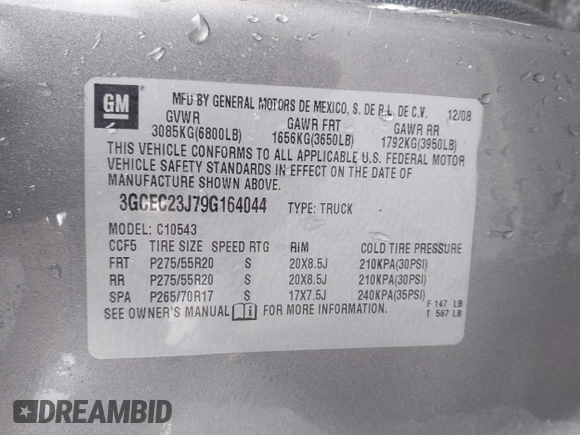 GM
MFD BY GENERAL MOTORS DE MEXICO, S. DE R.L. DE C.V. 12/08
GVWR GAWR FRT GAWR RR
3085KG(6800LB) 1656KG(3650LB) 1792KG(3950LB)
THIS VEHICLE CONFORMS TO ALL APPLICABLE U.S. FEDERAL MOTOR
VEHICLE SAFETY STANDARDS IN EFFECT ON THE DATE OF
MANUFACTURE SHOWN ABOVE.
3GCEC23J79G164044 TYPE: TRUCK
MODEL: C10543
CCF5 TIRE SIZE SPEED RTG RIM COLD TIRE PRESSURE
FRT P275/55R20 S 20X8.5J 210KPA(30PSI)
RR P275/55R20 S 20X8.5J 210KPA(30PSI)
SPA P265/70R17 S 17X7.5J 240KPA(35PSI)
SEE OWNER'S MANUAL i FOR MORE INFORMATION.
F 147 LB
T 567 LB
DREAMBID